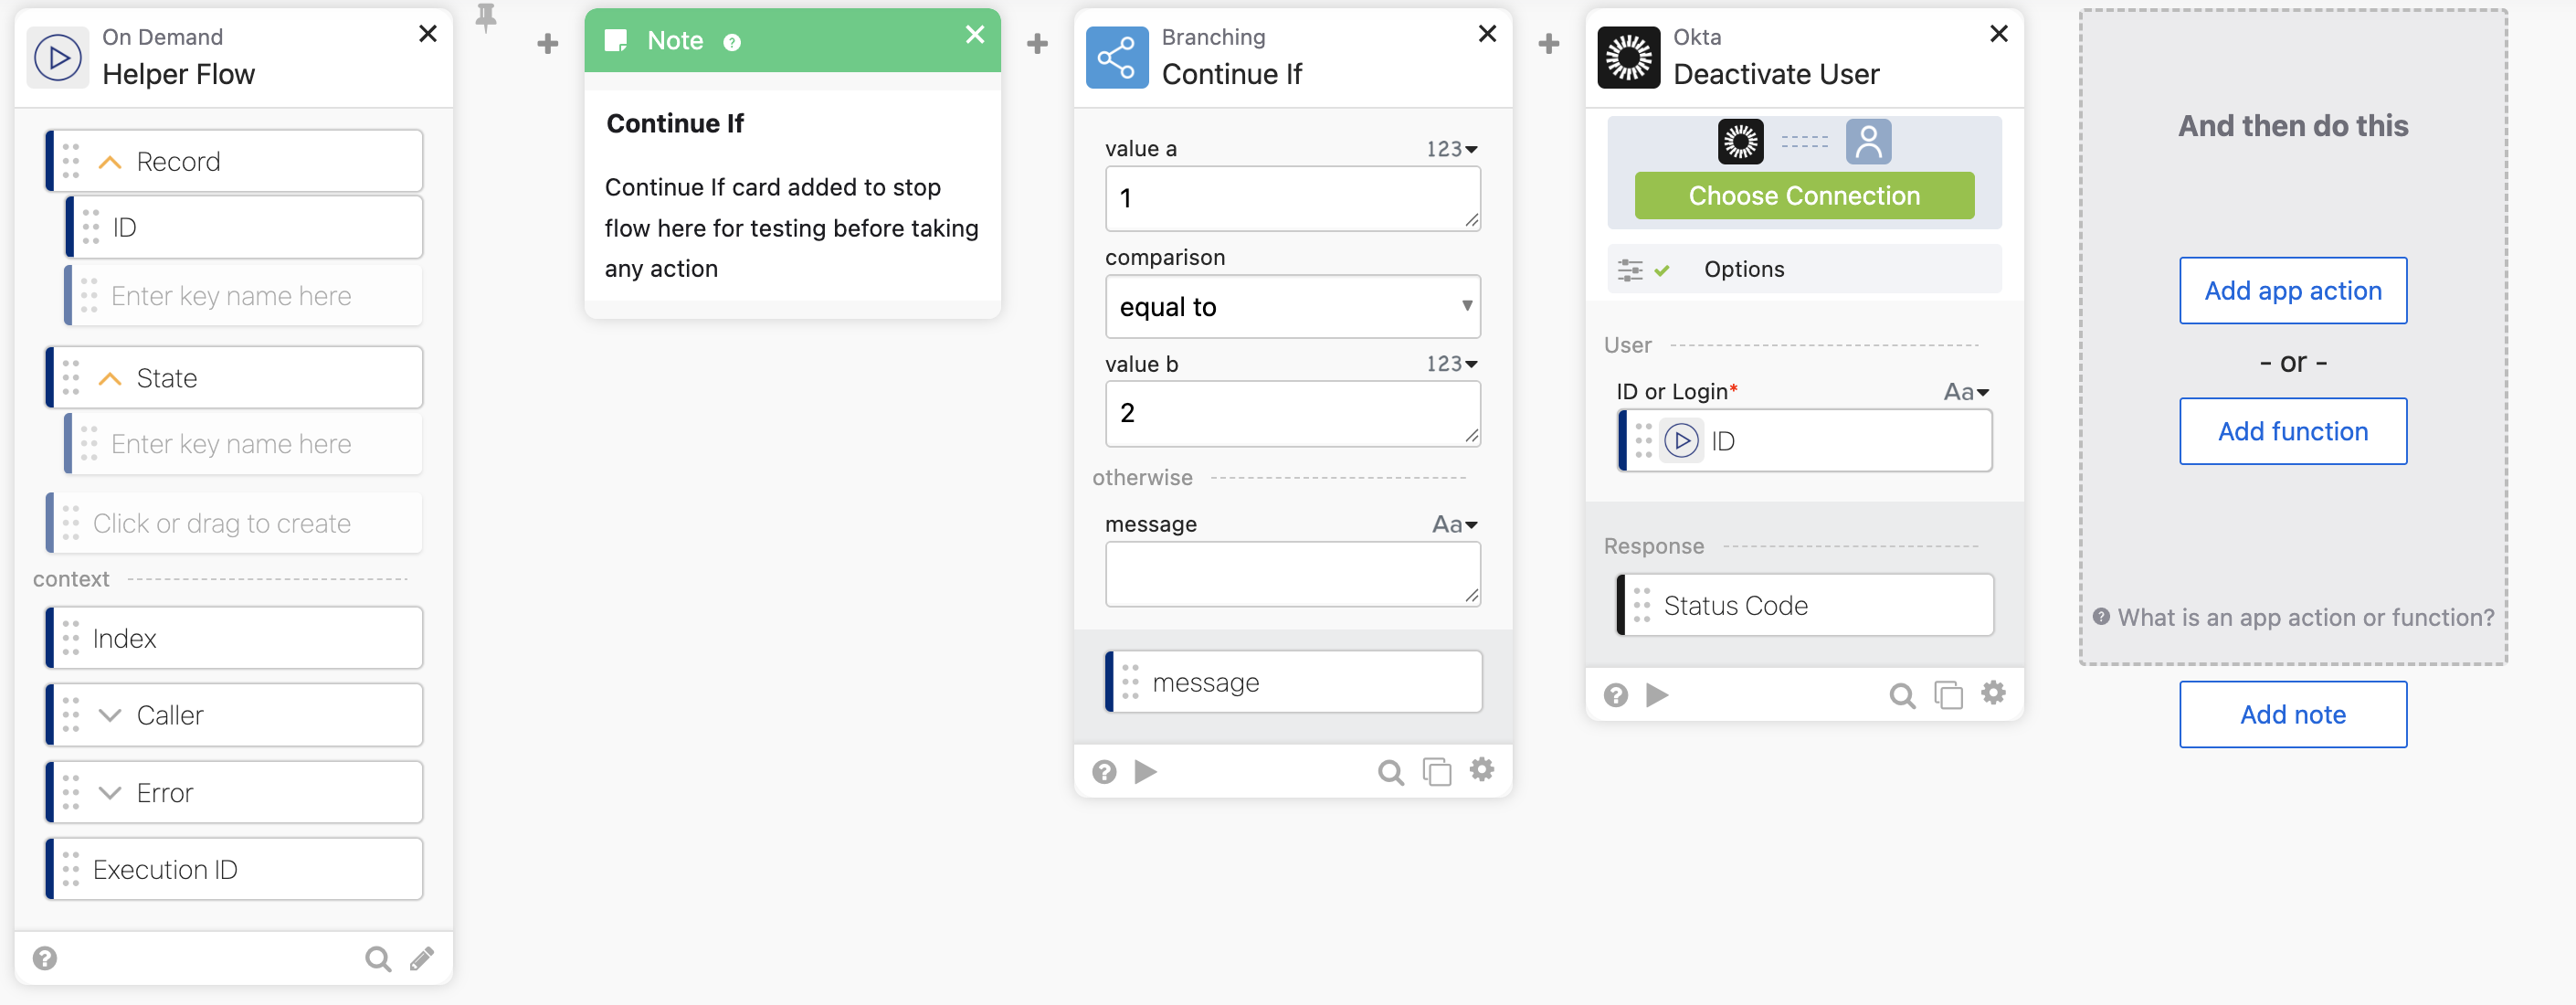 On Demand
Helper Flow
Record
ID
Enter key name here
State
Enter key name here
Click or drag to create
context
Index
Caller
Error
Execution ID
Note
Continue If
Continue If card added to stop
flow here for testing before taking
any action
Branching
Continue If
value a 123
1
comparison
equal to
value b 123
2
otherwise
message Aa
message
Okta
Deactivate User
Choose Connection
Options
User
ID or Login* Aa
ID
Response
Status Code
And then do this
Add app action
- or -
Add function
What is an app action or function?
Add note